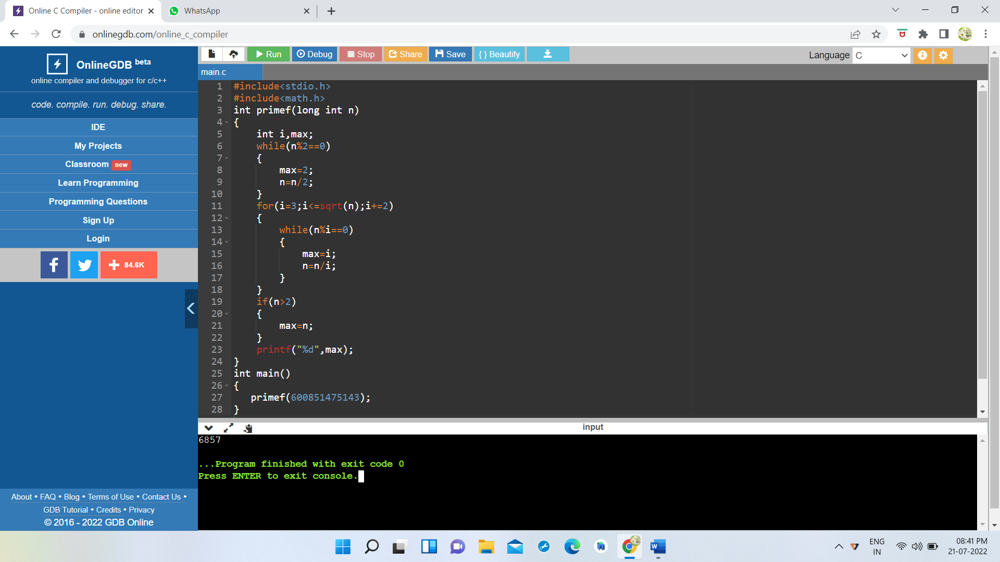 Online C Compiler - online editor
WhatsApp
onlinegdb.com/online_c_compiler
OnlineGDB beta
online compiler and debugger for c/c++
code. compile. run. debug. share.
IDE
My Projects
Classroom new
Learn Programming
Programming Questions
Sign Up
Login
84.6K
About • FAQ • Blog • Terms of Use • Contact Us •
GDB Tutorial • Credits • Privacy
© 2016 - 2022 GDB Online
Run Debug Stop Share Save { } Beautify
Language C
main.c
1 #include<stdio.h>
2 #include<math.h>
3 int primef(long int n)
4 {
5     int i,max;
6     while(n%2==0)
7     {
8         max=2;
9         n=n/2;
10     }
11     for(i=3;i<=sqrt(n);i+=2)
12     {
13         while(n%i==0)
14         {
15             max=i;
16             n=n/i;
17         }
18     }
19     if(n>2)
20     {
21         max=n;
22     }
23     printf("%d",max);
24 }
25 int main()
26 {
27    primef(600851475143);
28 }
input
6857
...Program finished with exit code 0
Press ENTER to exit console.
ENG
IN
08:41 PM
21-07-2022